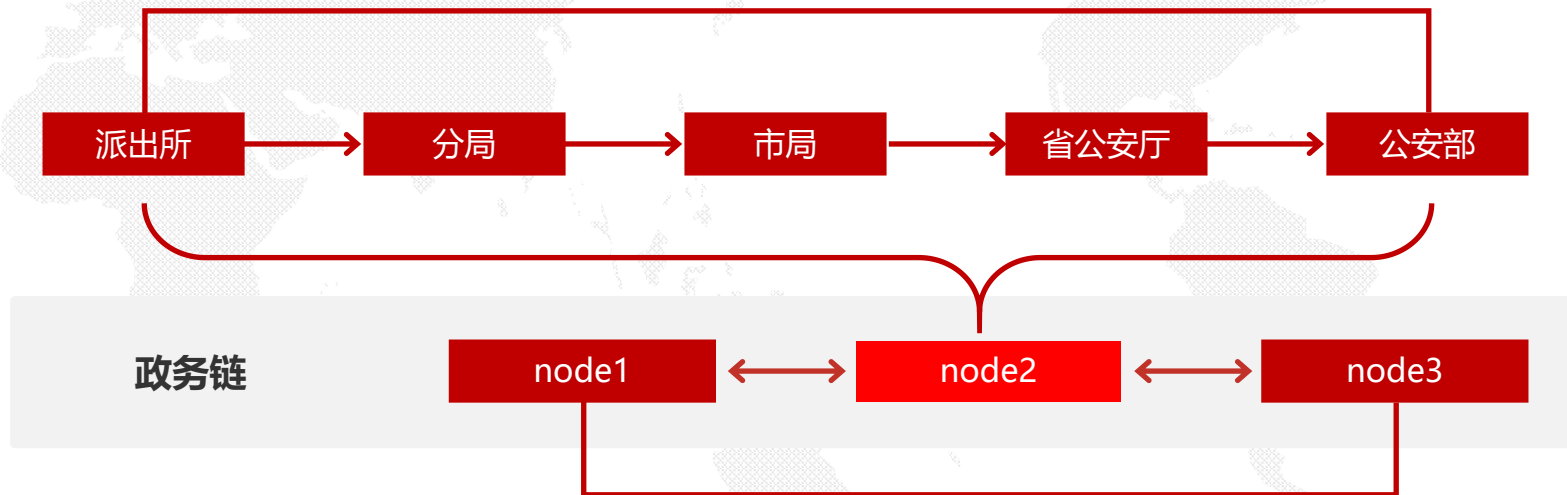 派出所
分局
市局
省公安厅
公安部
政务链
node1
node2
node3